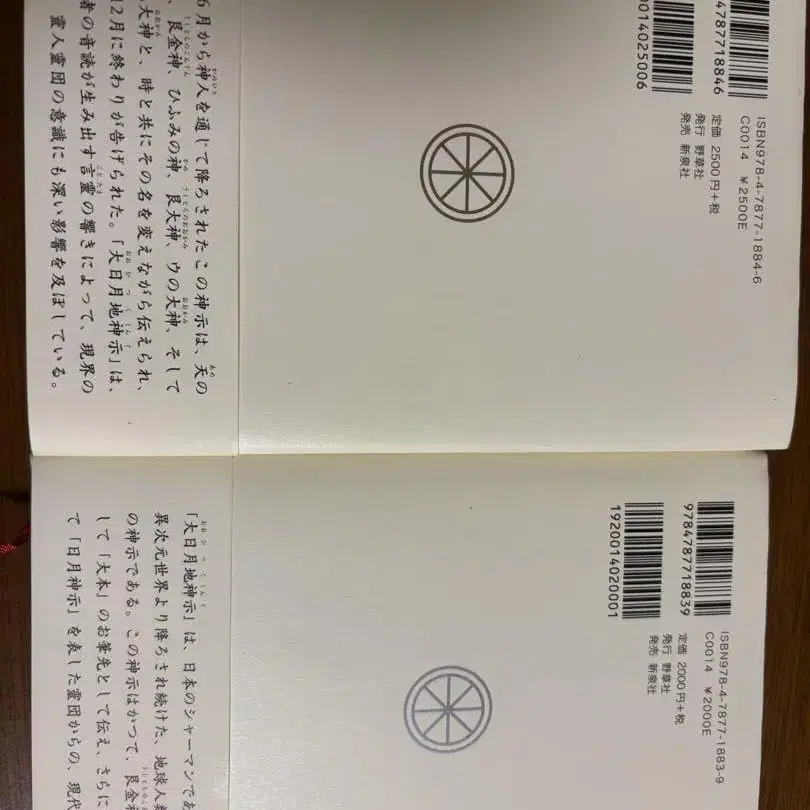 4787718846
0014025006
ISBN978-4-7877-1884-6
C0014 ¥2500E
定価 2500円+税
発行 野草社
発売 新泉社
6月から神人を通じて降ろされたこの神示は、天の
、艮金神、ひふみの神、艮大神、ウの大神、そして
大神と、時と共にその名を変えながら伝えられ、
12月に終わりが告げられた。「大日月地神示」は、
者の音読が生み出す言霊の響きによって、現界の
霊人霊団の意識にも深い影響を及ぼしている。
9784787718839
1920014020001
ISBN978-4-7877-1883-9
C0014 ¥2000E
定価 2000円+税
発行 野草社
発売 新泉社
「大日月地神示」は、日本のシャーマンであ
異次元世界より降ろされ続けた、地球人類
の神示である。この神示はかつて、艮金神
して「大本」のお筆先として伝え、さらに
て「日月神示」を表した霊団からの、現代